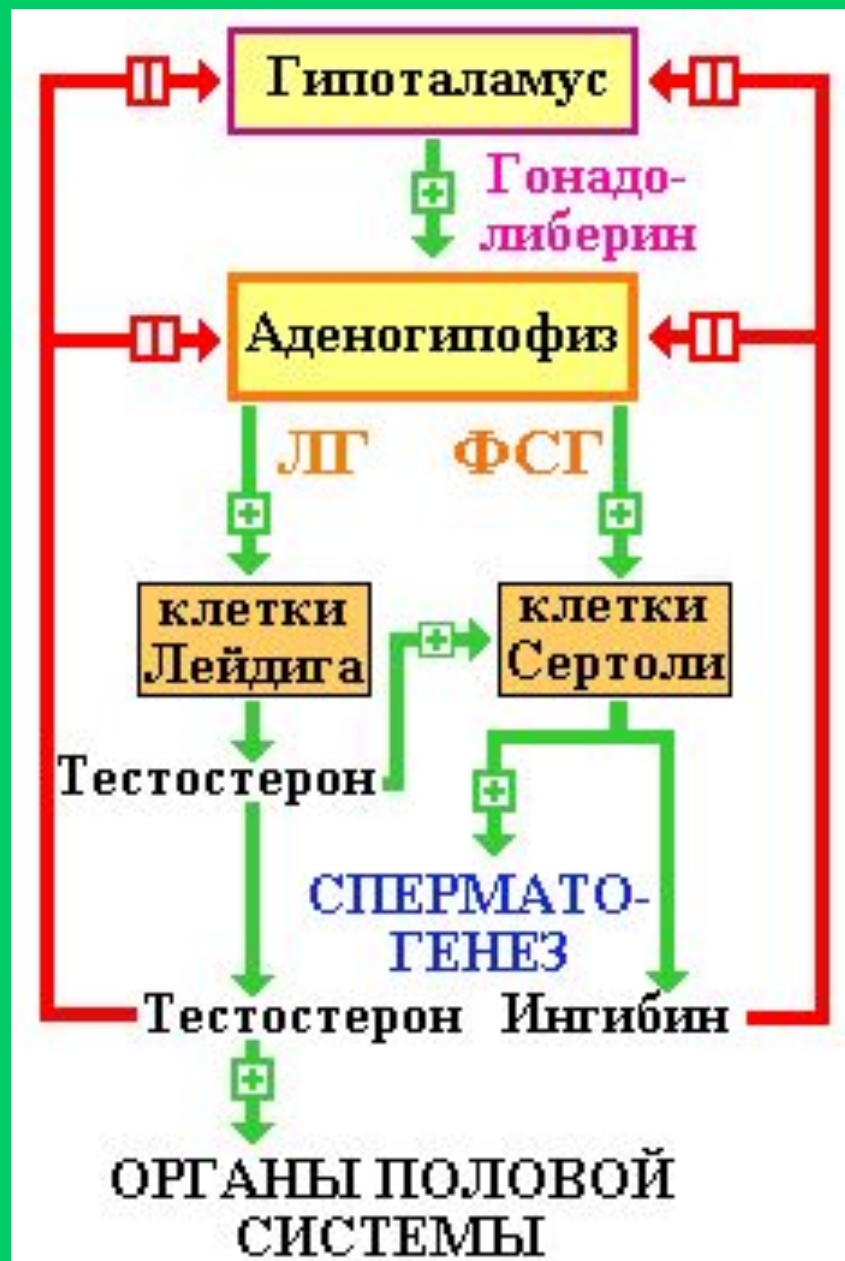 Гипоталамус
Гонадо-
либерин
Аденогипофиз
ЛГ ФСГ
клетки
Лейдига
клетки
Сертоли
Тестостерон
СПЕРМАТО-
ГЕНЕЗ
Тестостерон Ингибин
ОРГАНЫ ПОЛОВОЙ
СИСТЕМЫ